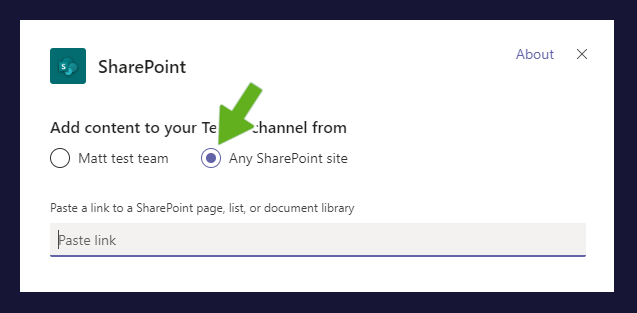 About
SharePoint
Add content to your Te channel from
Matt test team
Any SharePoint site
Paste a link to a SharePoint page, list, or document library
Paste link